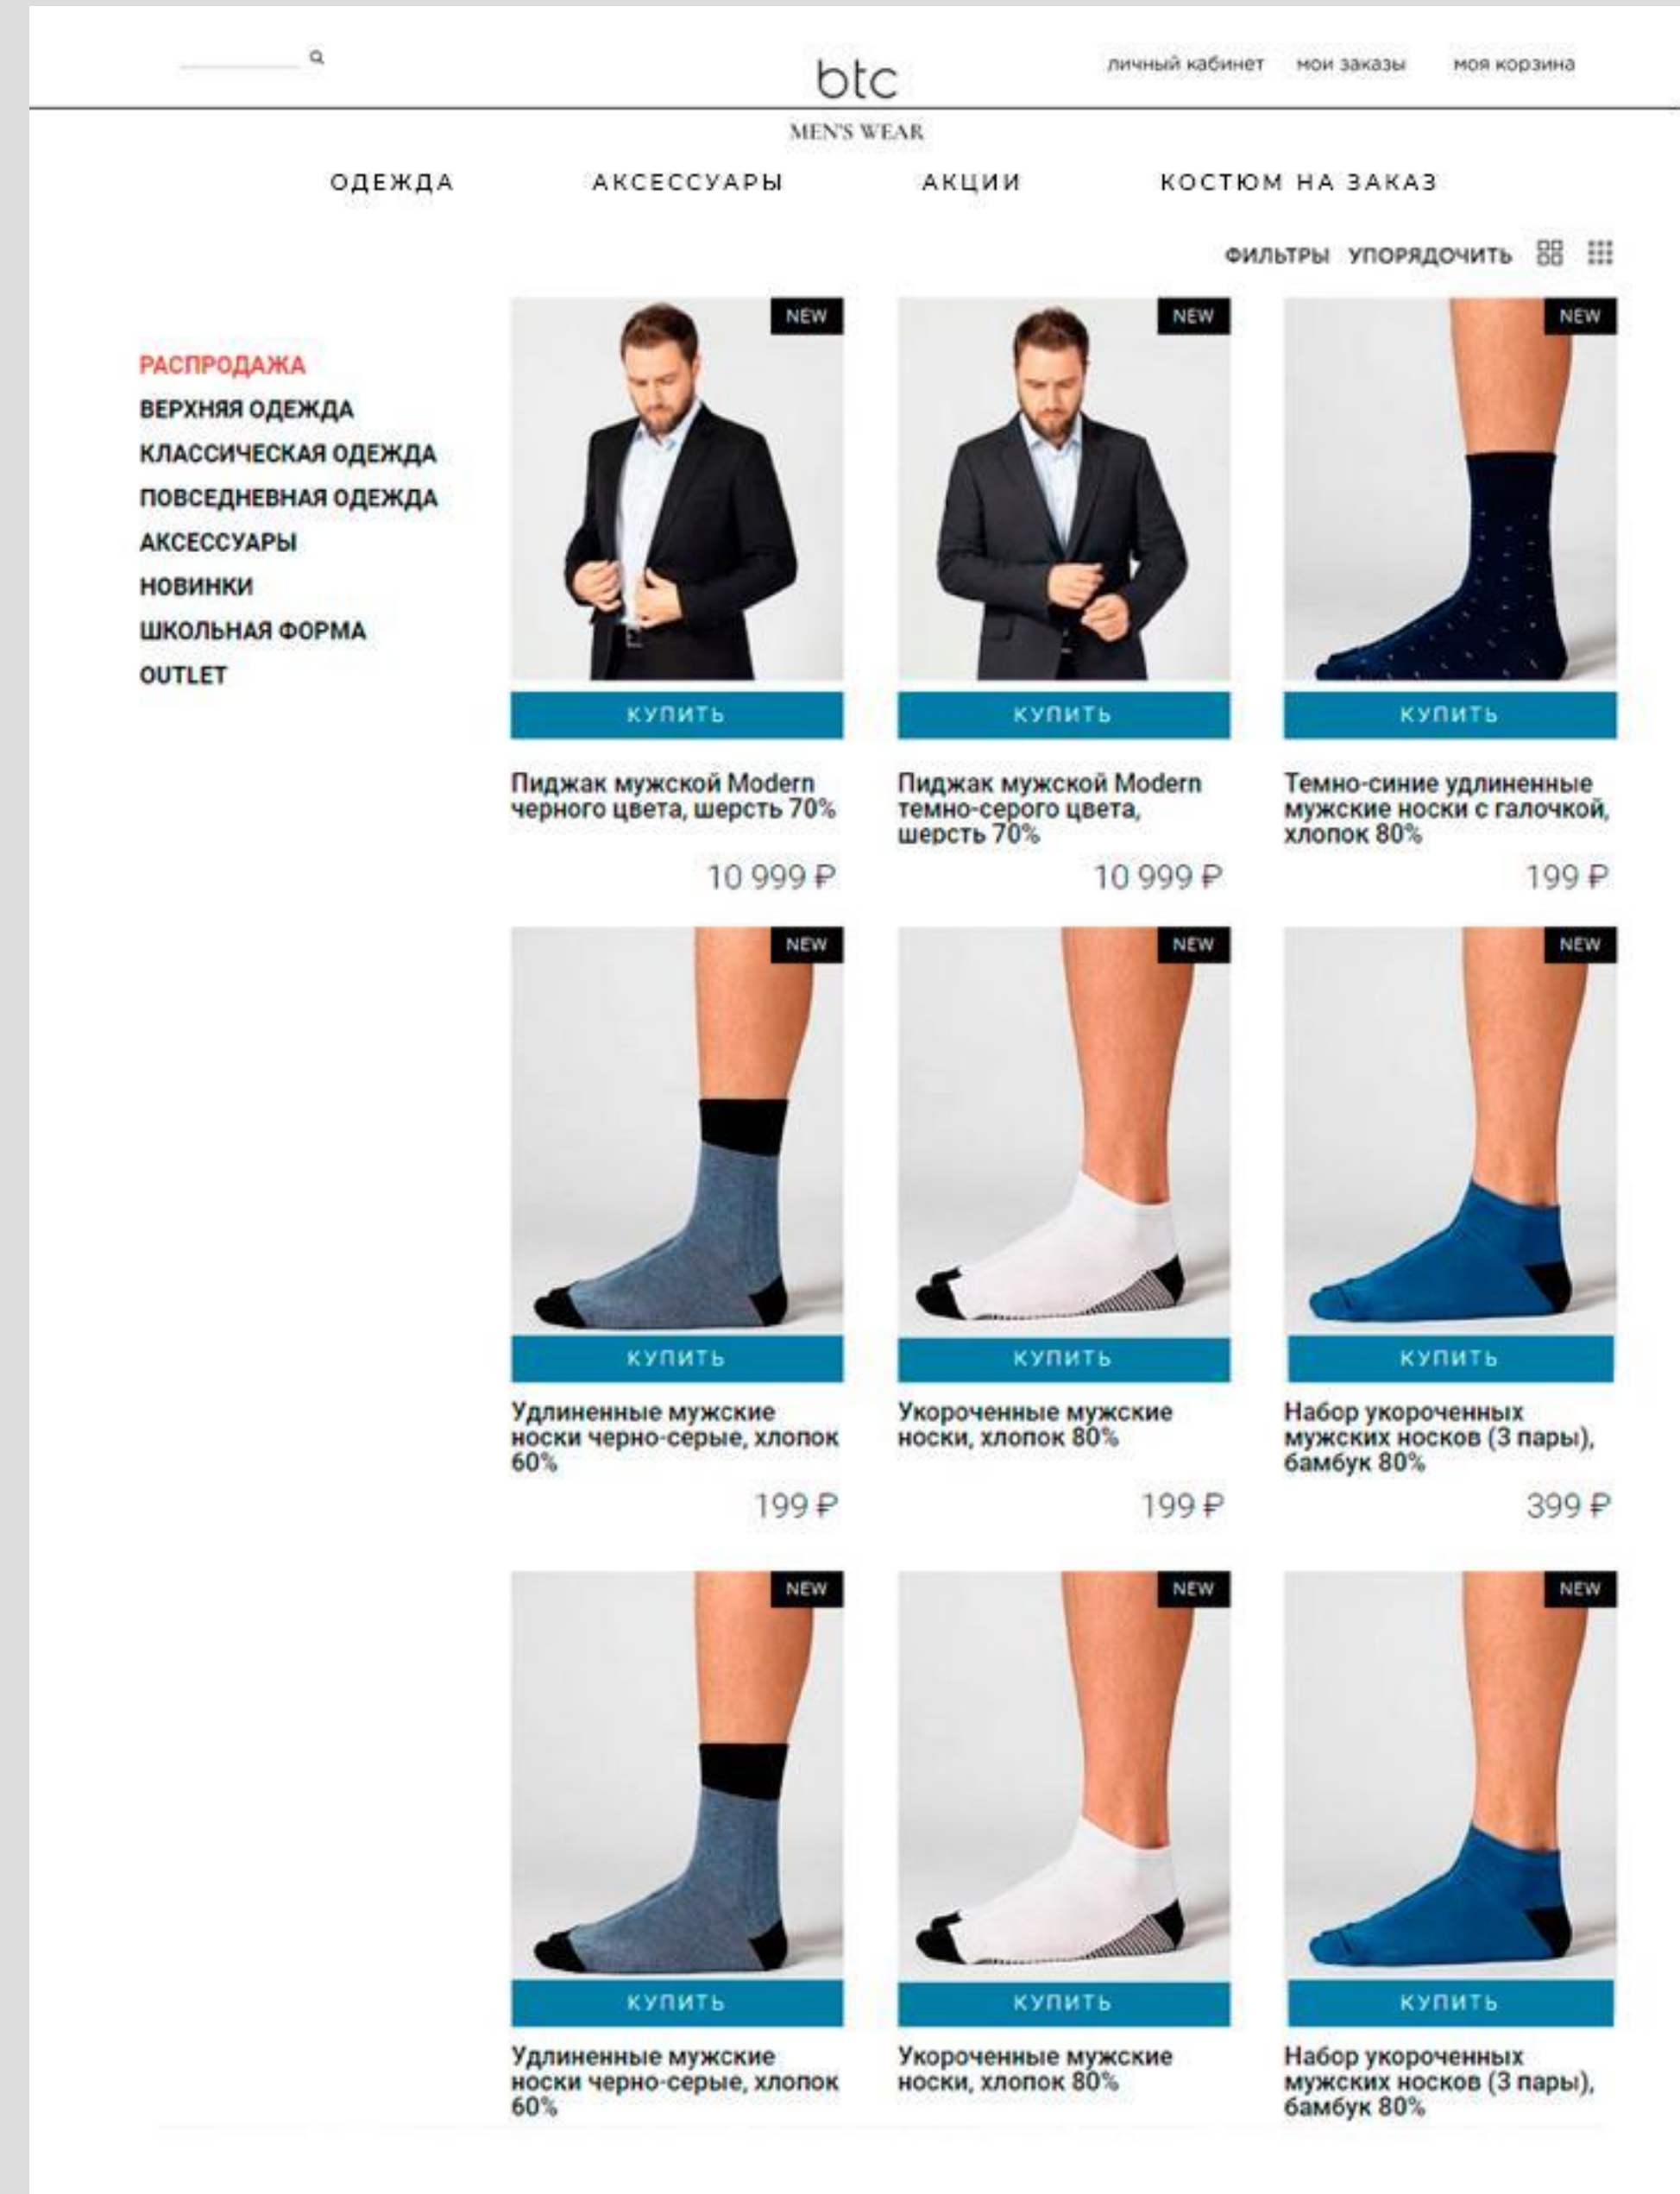 btc
личный кабинет мои заказы моя корзина
MEN'S WEAR
ОДЕЖДА АКСЕССУАРЫ АКЦИИ КОСТЮМ НА ЗАКАЗ
ФИЛЬТРЫ УПОРЯДОЧИТЬ
РАСПРОДАЖА
ВЕРХНЯЯ ОДЕЖДА
КЛАССИЧЕСКАЯ ОДЕЖДА
ПОВСЕДНЕВНАЯ ОДЕЖДА
АКСЕССУАРЫ
НОВИНКИ
ШКОЛЬНАЯ ФОРМА
OUTLET
NEW
КУПИТЬ
Пиджак мужской Modern
черного цвета, шерсть 70%
10 999 ₽
NEW
КУПИТЬ
Пиджак мужской Modern
темно-серого цвета,
шерсть 70%
10 999 ₽
NEW
КУПИТЬ
Темно-синие удлиненные
мужские носки с галочкой,
хлопок 80%
199 ₽
NEW
КУПИТЬ
Удлиненные мужские
носки черно-серые, хлопок
60%
199 ₽
NEW
КУПИТЬ
Укороченные мужские
носки, хлопок 80%
199 ₽
NEW
КУПИТЬ
Набор укороченных
мужских носков (3 пары),
бамбук 80%
399 ₽
NEW
КУПИТЬ
Удлиненные мужские
носки черно-серые, хлопок
60%
NEW
КУПИТЬ
Укороченные мужские
носки, хлопок 80%
NEW
КУПИТЬ
Набор укороченных
мужских носков (3 пары),
бамбук 80%